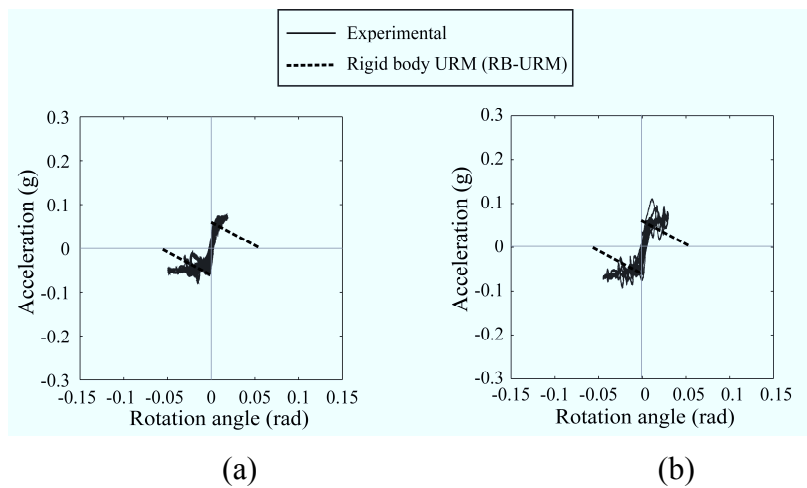 Experimental
Rigid body URM (RB-URM)
0.3
0.2
0.1
0
-0.1
-0.2
-0.3
Acceleration (g)
-0.15 -0.1 -0.05 0 0.05 0.1 0.15
Rotation angle (rad)
(a)
0.3
0.2
0.1
0
-0.1
-0.2
-0.3
Acceleration (g)
-0.15 -0.1 -0.05 0 0.05 0.1 0.15
Rotation angle (rad)
(b)